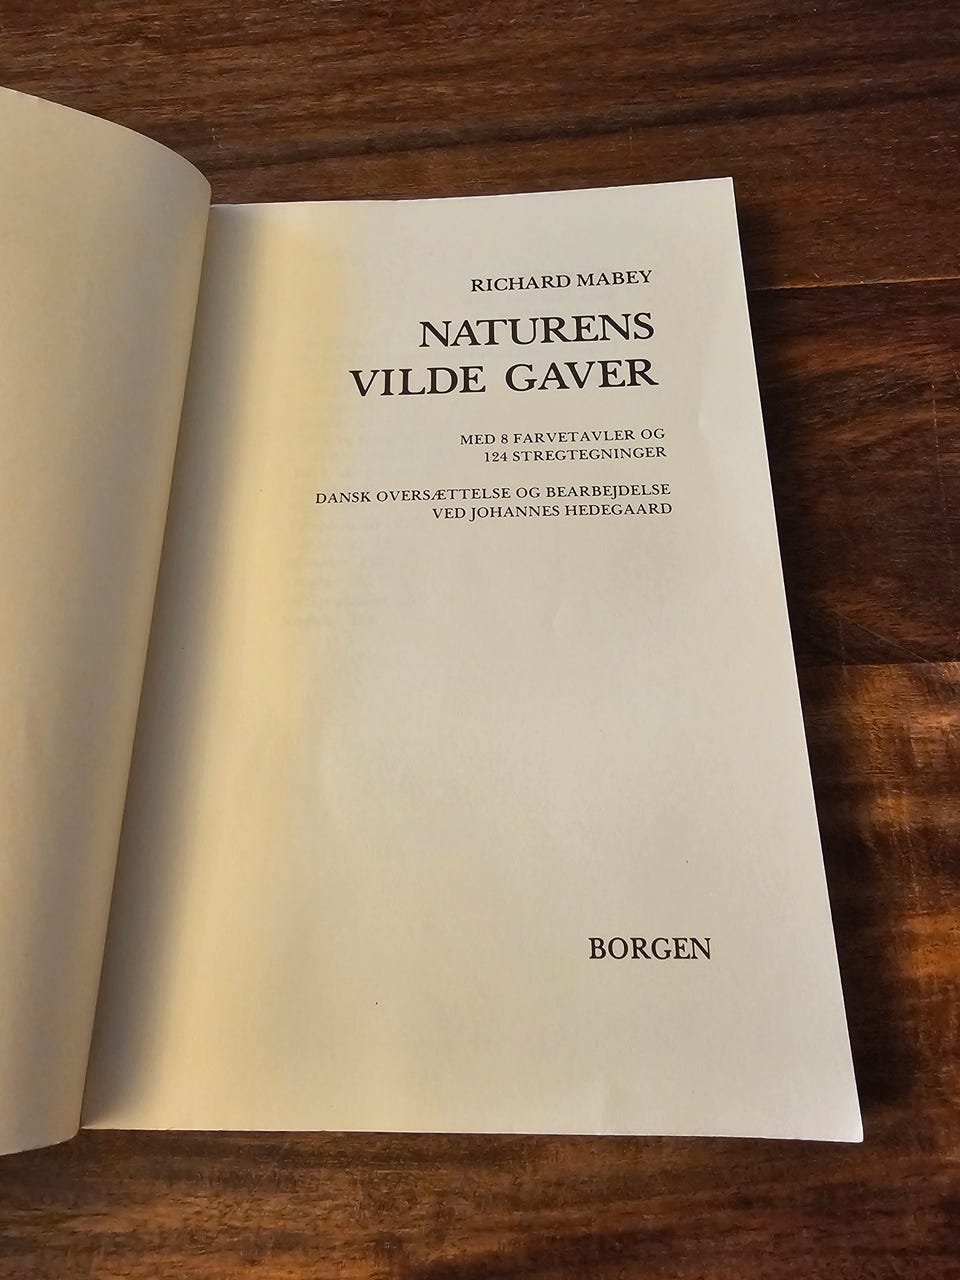 RICHARD MABEY
NATURENS
VILDE GAVER
MED 8 FARVETAVLER OG
124 STREGTEGNINGER
DANSK OVERSÆTTELSE OG BEARBEJDELSE
VED JOHANNES HEDEGAARD
BORGEN